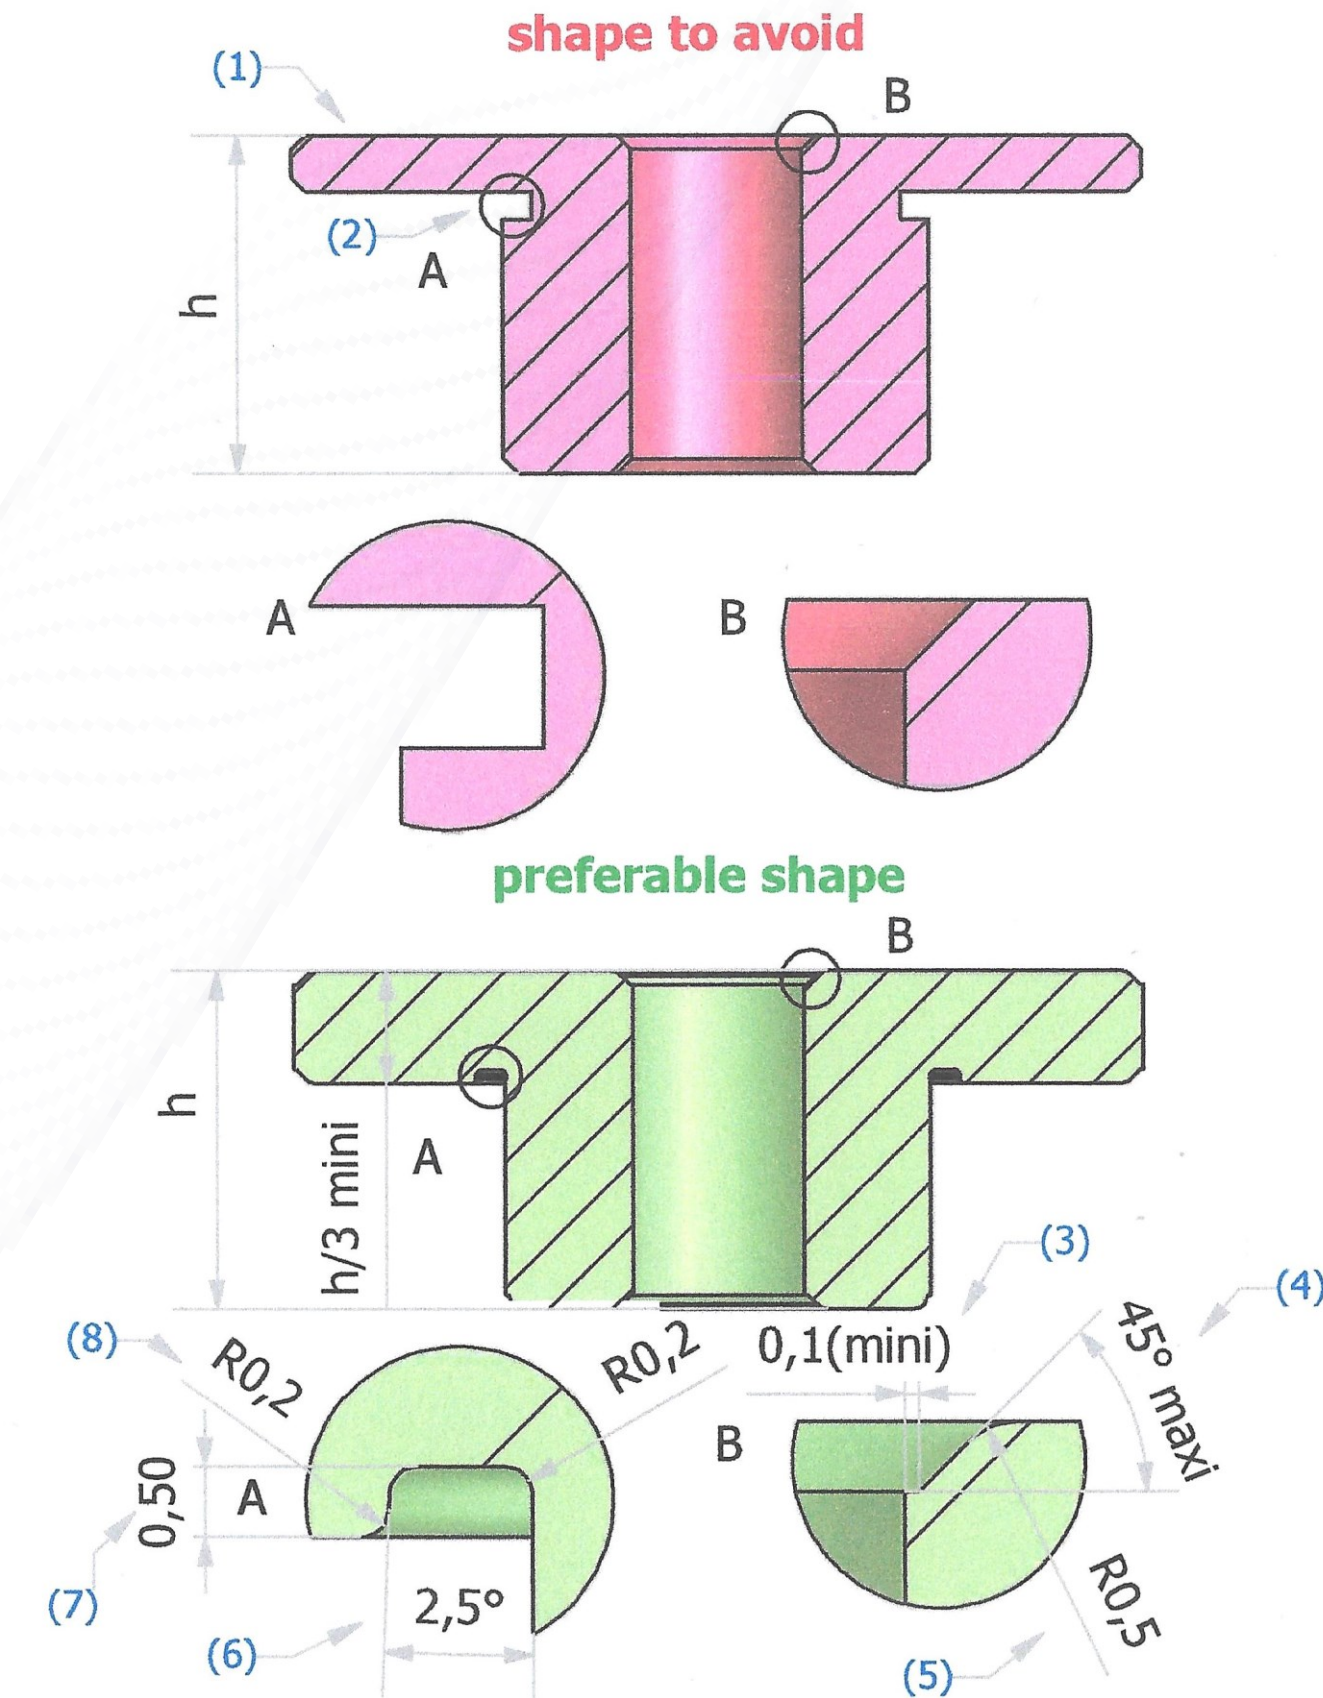 shape to avoid
(1)
B
(2)
A
h
A
B
preferable shape
B
h
h/3 mini
A
(3)
(4)
(8)
R0,2
R0,2
0,1(mini)
45° maxi
B
A
0,50
R0,5
2,5°
(7)
(6)
(5)